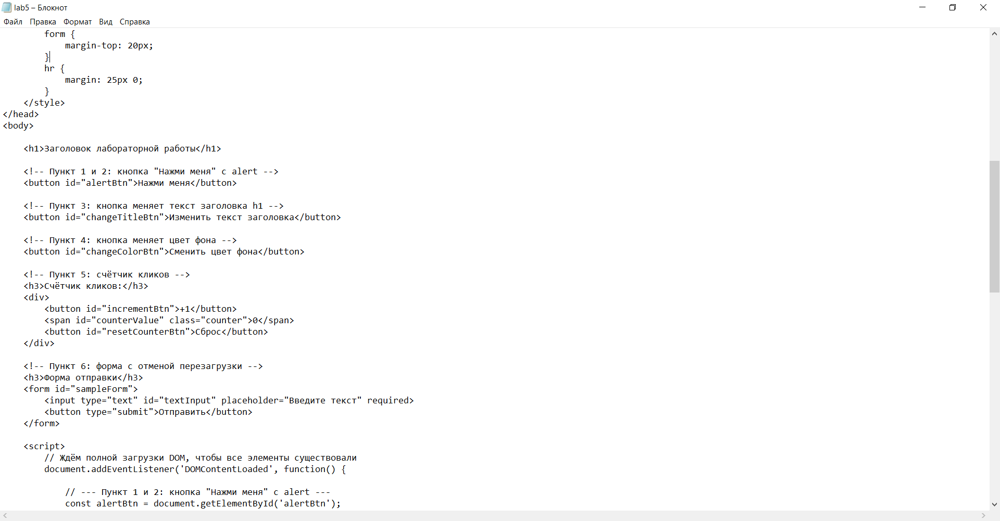 lab5 – Блокнот
Файл Правка Формат Вид Справка
        form {
            margin-top: 20px;
        }
        hr {
            margin: 25px 0;
        }
    </style>
</head>
<body>

    <h1>Заголовок лабораторной работы</h1>

    <!-- Пункт 1 и 2: кнопка "Нажми меня" с alert -->
    <button id="alertBtn">Нажми меня</button>

    <!-- Пункт 3: кнопка меняет текст заголовка h1 -->
    <button id="changeTitleBtn">Изменить текст заголовка</button>

    <!-- Пункт 4: кнопка меняет цвет фона -->
    <button id="changeColorBtn">Сменить цвет фона</button>

    <!-- Пункт 5: счётчик кликов -->
    <h3>Счётчик кликов:</h3>
    <div>
        <button id="incrementBtn">+1</button>
        <span id="counterValue" class="counter">0</span>
        <button id="resetCounterBtn">Сброс</button>
    </div>

    <!-- Пункт 6: форма с отменой перезагрузки -->
    <h3>Форма отправки</h3>
    <form id="sampleForm">
        <input type="text" id="textInput" placeholder="Введите текст" required>
        <button type="submit">Отправить</button>
    </form>

    <script>
        // Ждём полной загрузки DOM, чтобы все элементы существовали
        document.addEventListener('DOMContentLoaded', function() {

            // --- Пункт 1 и 2: кнопка "Нажми меня" с alert ---
            const alertBtn = document.getElementById('alertBtn');